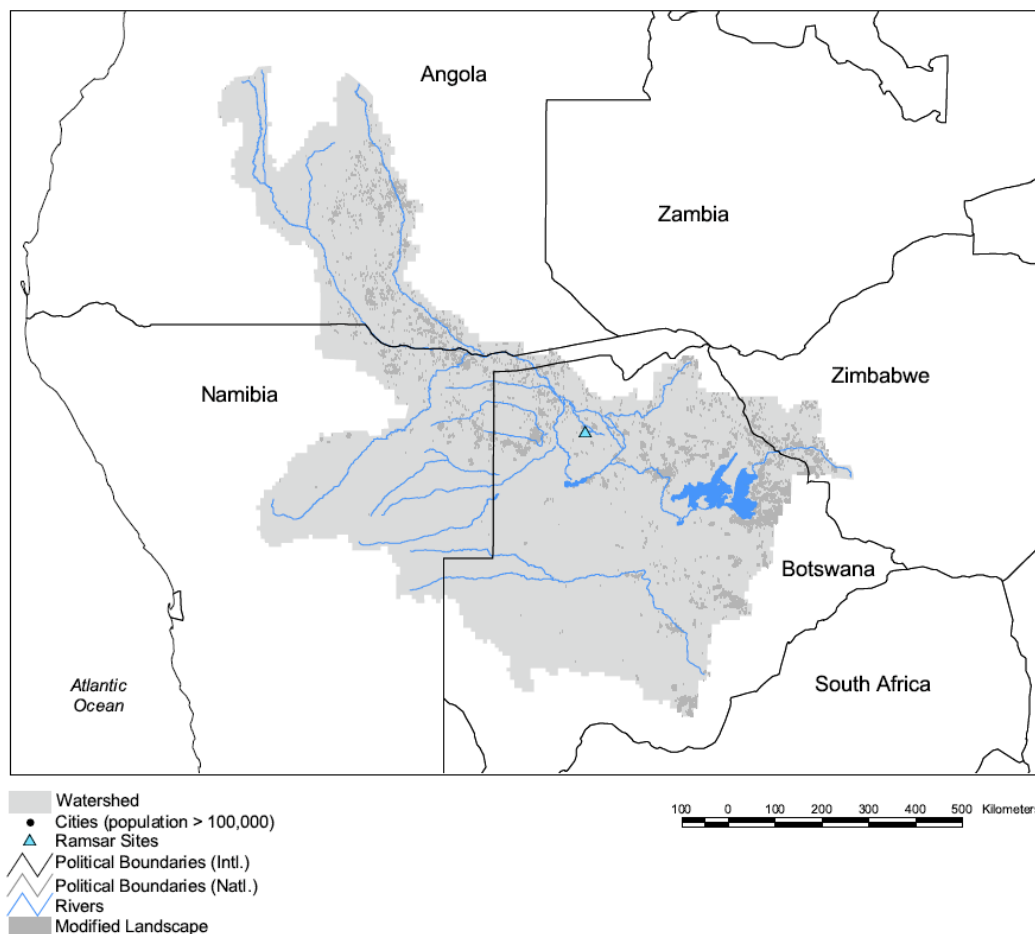 Angola
Zambia
Zimbabwe
Namibia
Botswana
South Africa
Atlantic
Ocean
Watershed
Cities (population > 100,000)
Ramsar Sites
Political Boundaries (Intl.)
Political Boundaries (Natl.)
Rivers
Modified Landscape
100 0 100 200 300 400 500 Kilometers